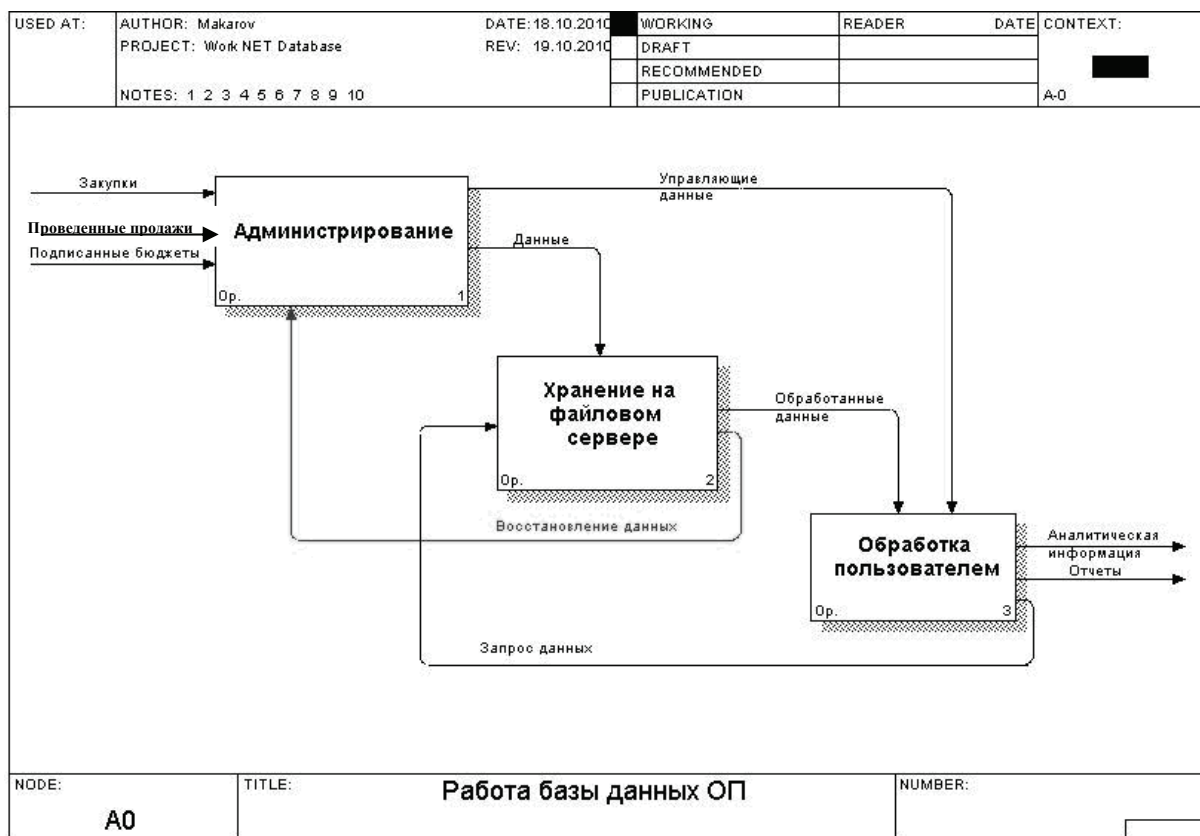 USED AT:
AUTHOR: Makarov
DATE: 18.10.2010
WORKING
READER
DATE
CONTEXT:
PROJECT: Work NET Database
REV: 19.10.2010
DRAFT
RECOMMENDED
NOTES: 1 2 3 4 5 6 7 8 9 10
PUBLICATION
A-0
Закупки
Проведенные продажи
Подписанные бюджеты
Администрирование
0р.
1
Управляющие
данные
Данные
Хранение на
файловом
сервере
0р.
2
Обработанные
данные
Восстановление данных
Обработка
пользователем
0р.
3
Аналитическая
информация
Отчеты
Запрос данных
NODE:
A0
TITLE:
Работа базы данных ОП
NUMBER: